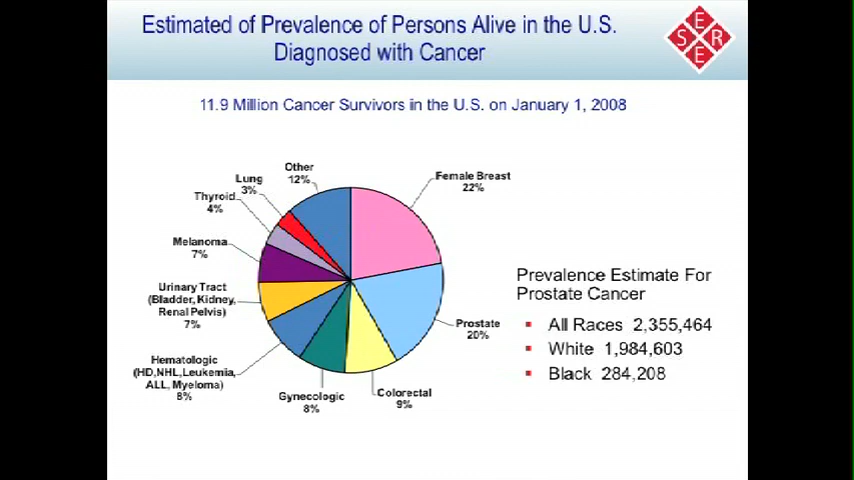 Estimated of Prevalence of Persons Alive in the U.S.
Diagnosed with Cancer
E
S R
E
11.9 Million Cancer Survivors in the U.S. on January 1, 2008
Other
12%
Lung
3%
Thyroid
4%
Melanoma
7%
Urinary Tract
(Bladder, Kidney,
Renal Pelvis)
7%
Hematologic
(HD,NHL,Leukemia,
ALL, Myeloma)
8%
Gynecologic
8%
Colorectal
9%
Prostate
20%
Female Breast
22%
Prevalence Estimate For
Prostate Cancer
All Races 2,355,464
White 1,984,603
Black 284,208